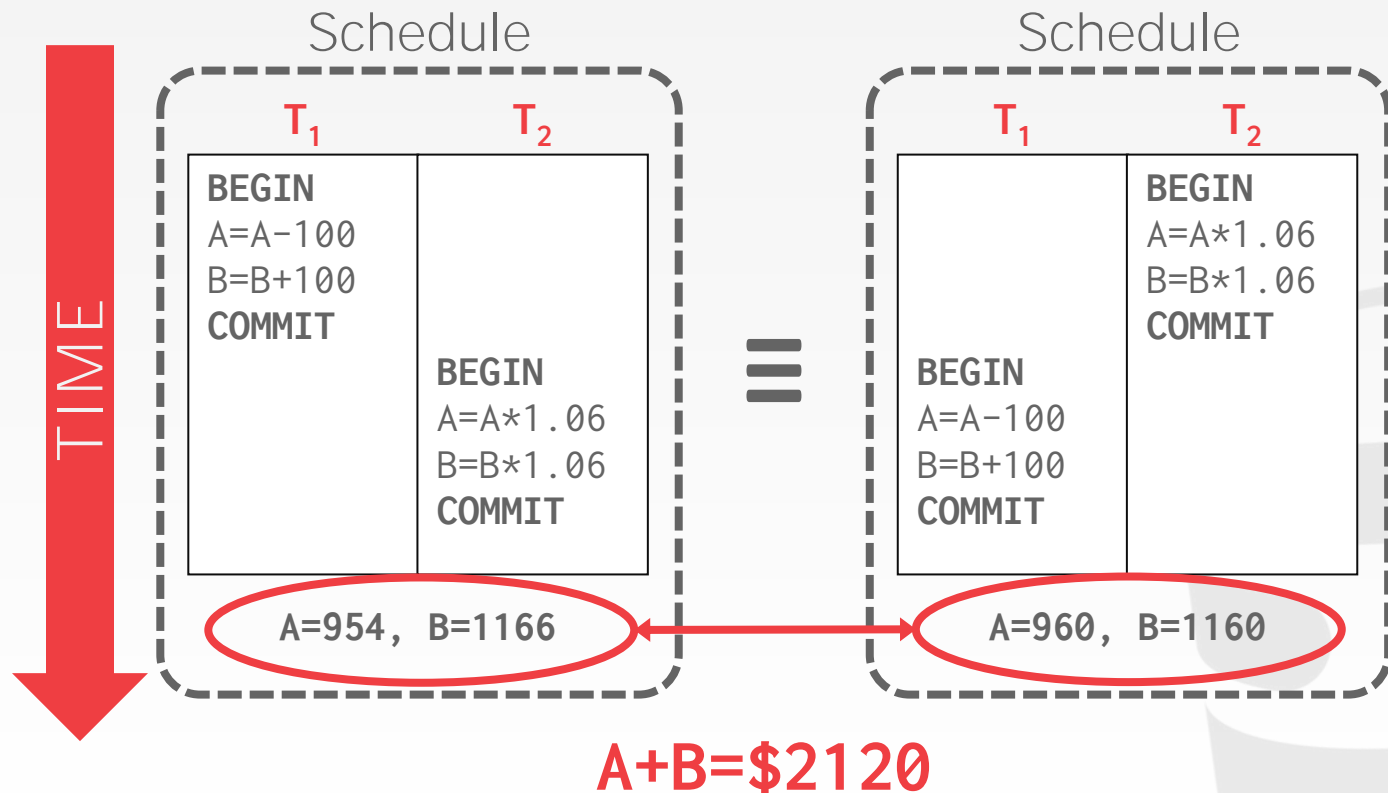 Schedule
T₁ T₂
BEGIN
A=A-100
B=B+100
COMMIT
BEGIN
A=A*1.06
B=B*1.06
COMMIT
A=954, B=1166
TIME
≡
Schedule
T₁ T₂
BEGIN
A=A*1.06
B=B*1.06
COMMIT
BEGIN
A=A-100
B=B+100
COMMIT
A=960, B=1160
A+B=$2120